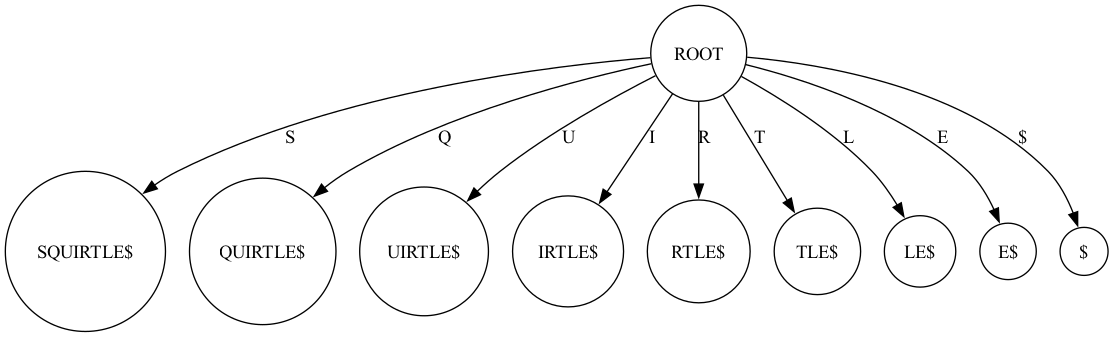 ROOT
S Q U I R T L E $
SQUIRTLE$ QUIRTLE$ UIRTLE$ IRTLE$ RTLE$ TLE$ LE$ E$ $